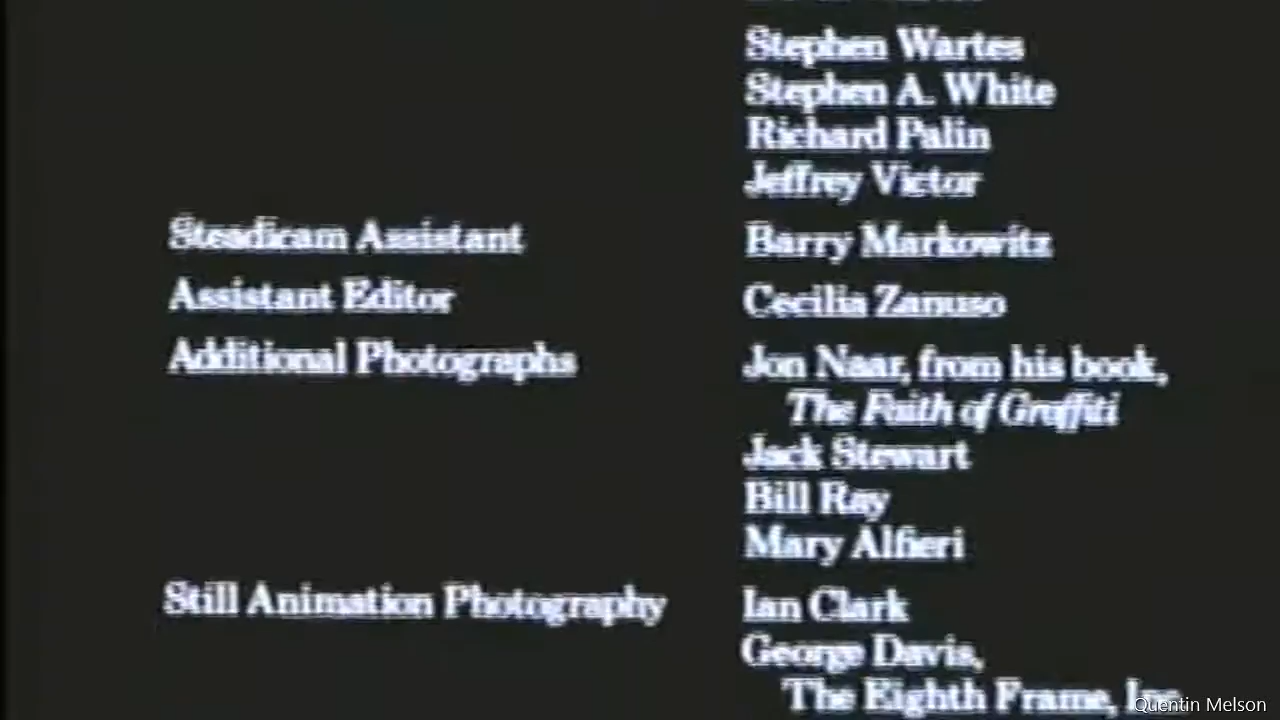 Stephen Wartes
Stephen A. White
Richard Palin
Jeffrey Victor
Steadicam Assistant Barry Markowitz
Assistant Editor Cecilia Zanuso
Additional Photographs Jon Naar, from his book,
The Faith of Graffiti
Jack Stewart
Bill Ray
Mary Alfieri
Still Animation Photography Ian Clark
George Davis,
The Eighth Frame, Inc.
Quentin Melson